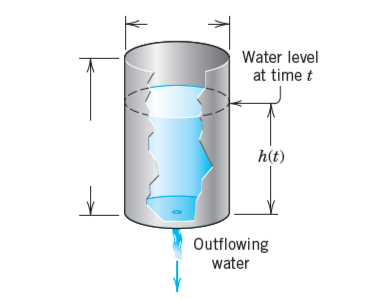 Water level
at time t
h(t)
Outflowing
water